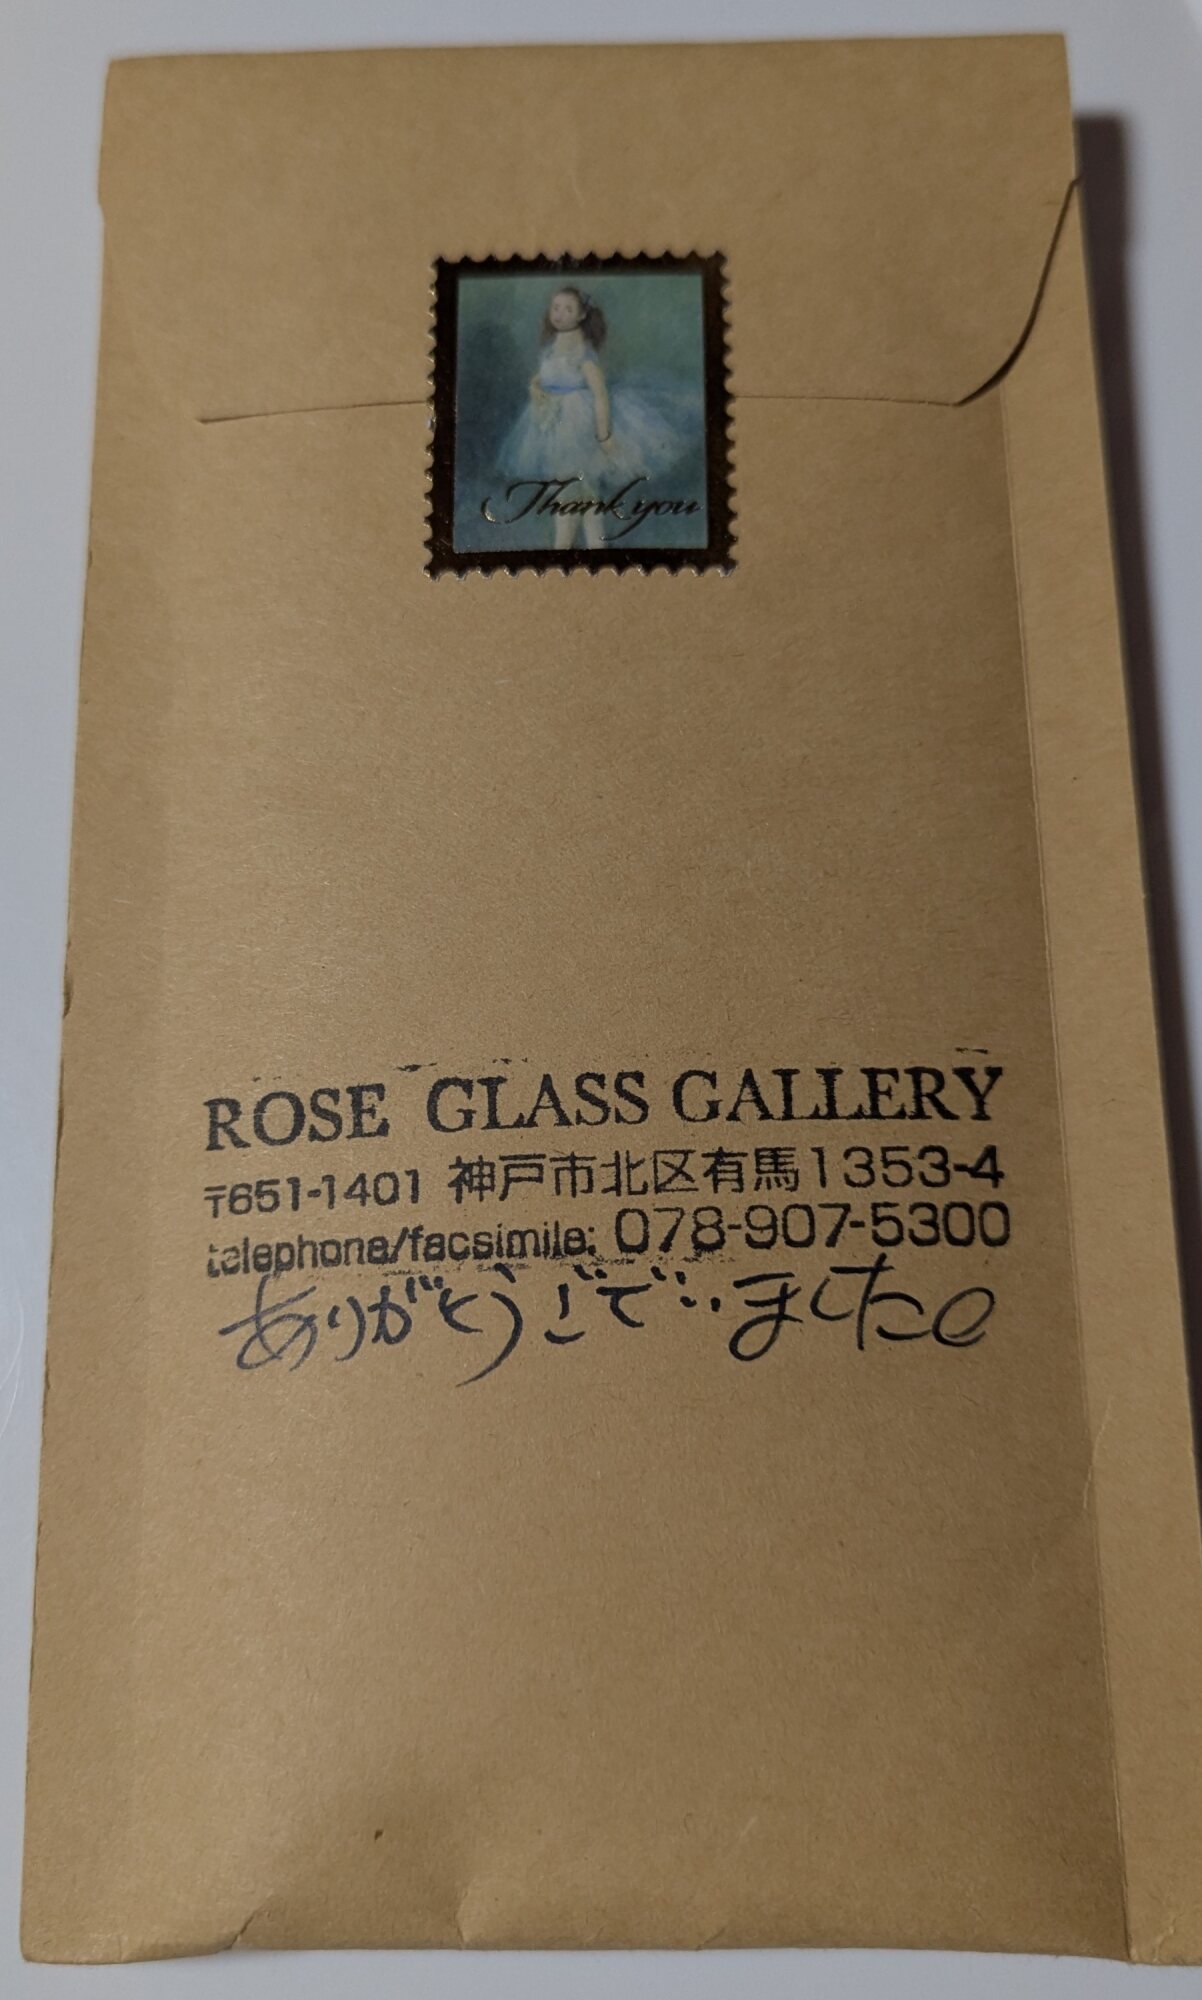 Thank you
ROSE GLASS GALLERY
〒651-1401 神戸市北区有馬1353-4
telephone/facsimile: 078-907-5300
ありがとうございました。